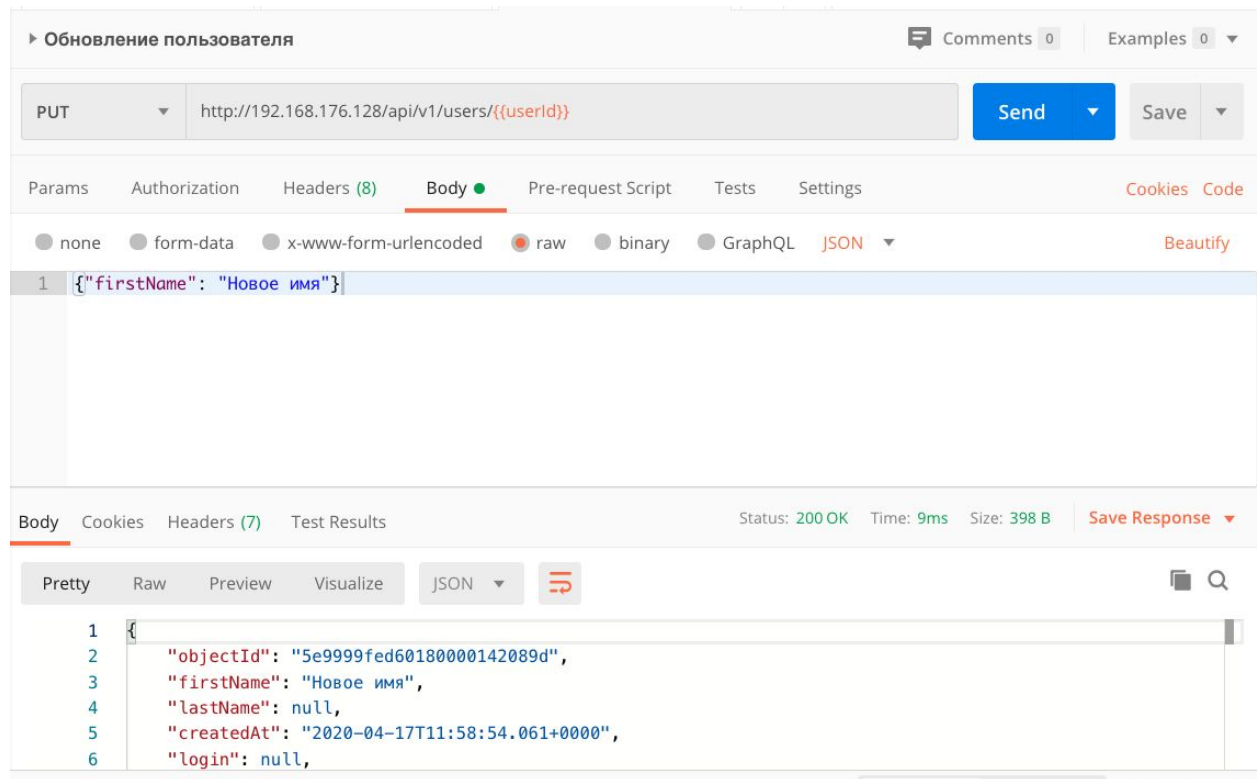 Обновление пользователя Comments 0 Examples 0
PUT http://192.168.176.128/api/v1/users/{{userId}} Send Save
Params Authorization Headers (8) Body Pre-request Script Tests Settings Cookies Code
none form-data x-www-form-urlencoded raw binary GraphQL JSON Beautify
1 {"firstName": "Новое имя"}
Body Cookies Headers (7) Test Results Status: 200 OK Time: 9ms Size: 398 B Save Response
Pretty Raw Preview Visualize JSON
1 {
2 "objectId": "5e9999fed60180000142089d",
3 "firstName": "Новое имя",
4 "lastName": null,
5 "createdAt": "2020-04-17T11:58:54.061+0000",
6 "login": null,